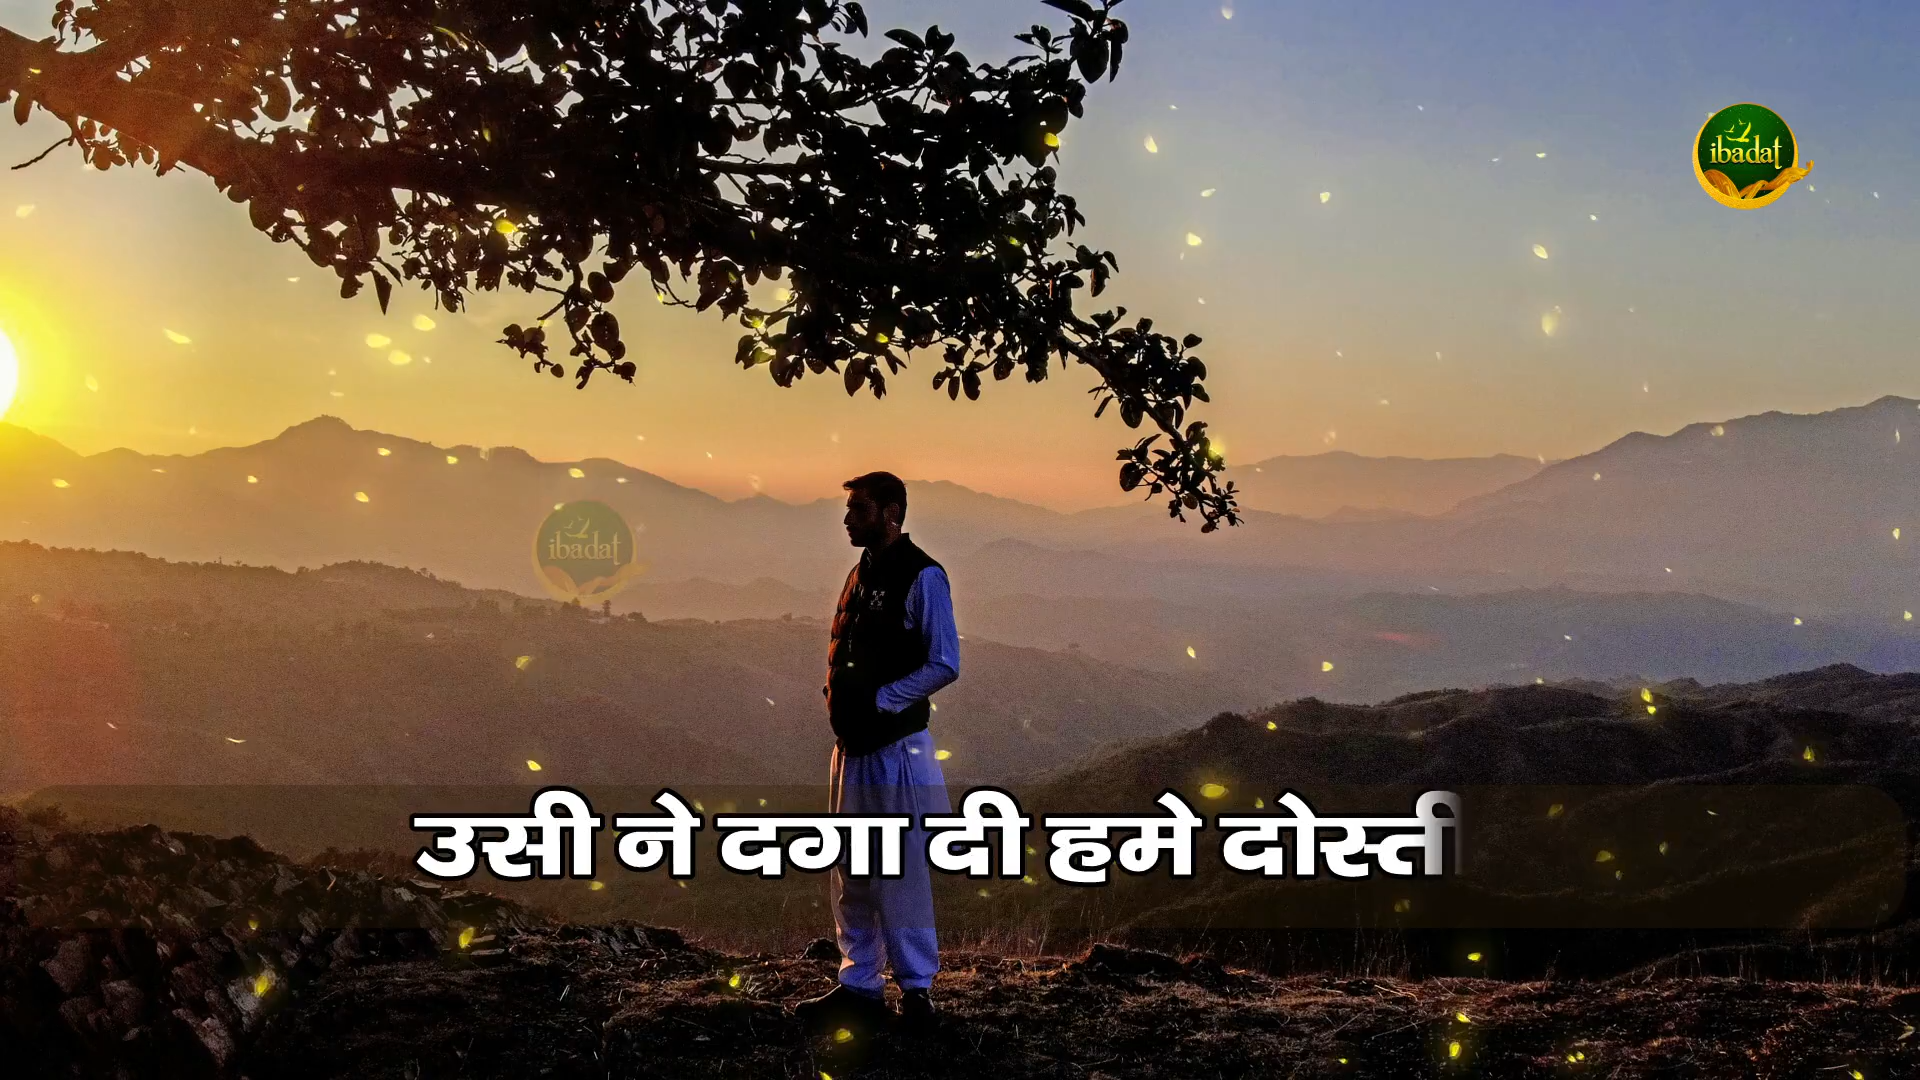 ibadat
ibadat
उसी ने दगा दी हमे दोस्ती